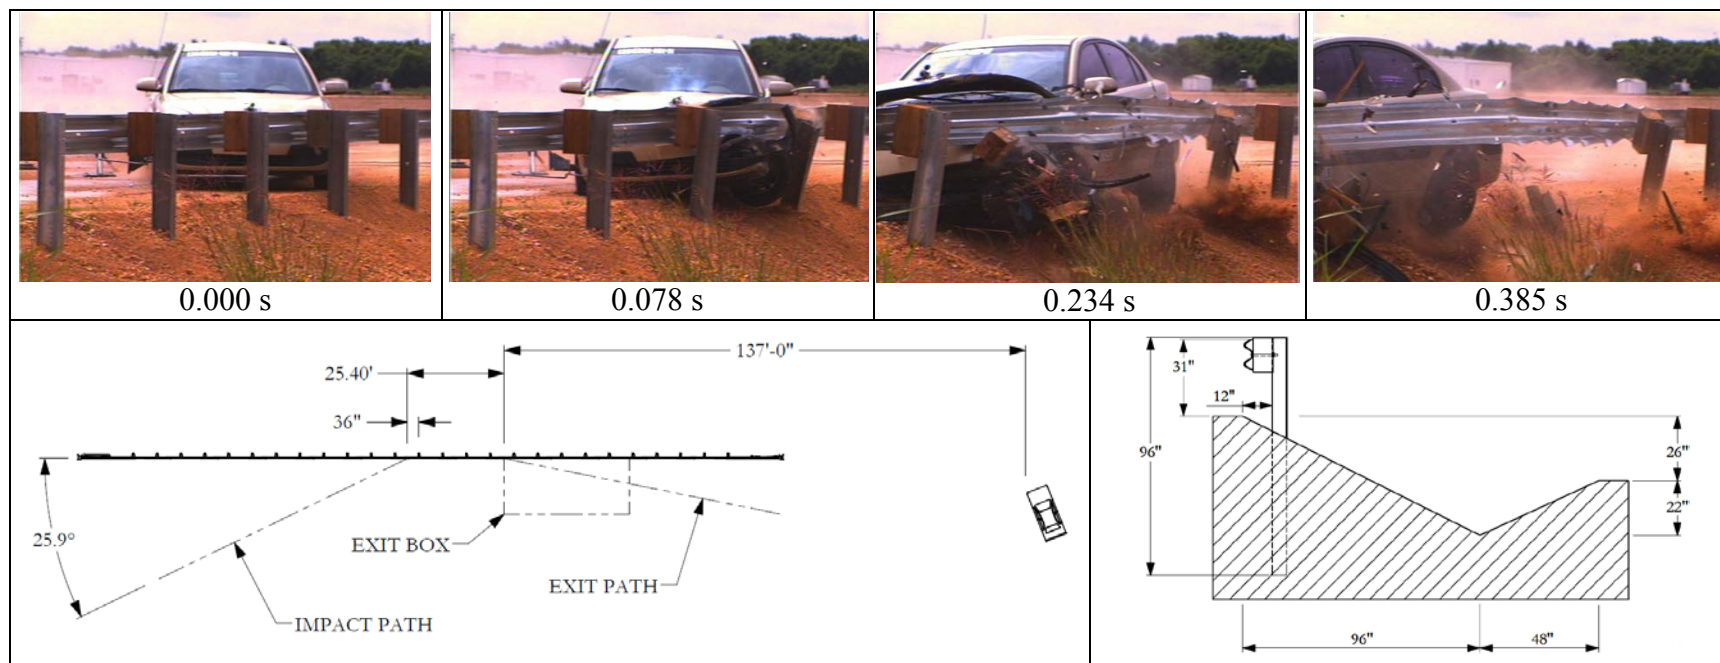 0.000 s
0.078 s
0.234 s
0.385 s
137'-0"
25.40'
36"
25.9°
EXIT BOX
EXIT PATH
IMPACT PATH
31"
12"
96"
26"
22"
96"
48"